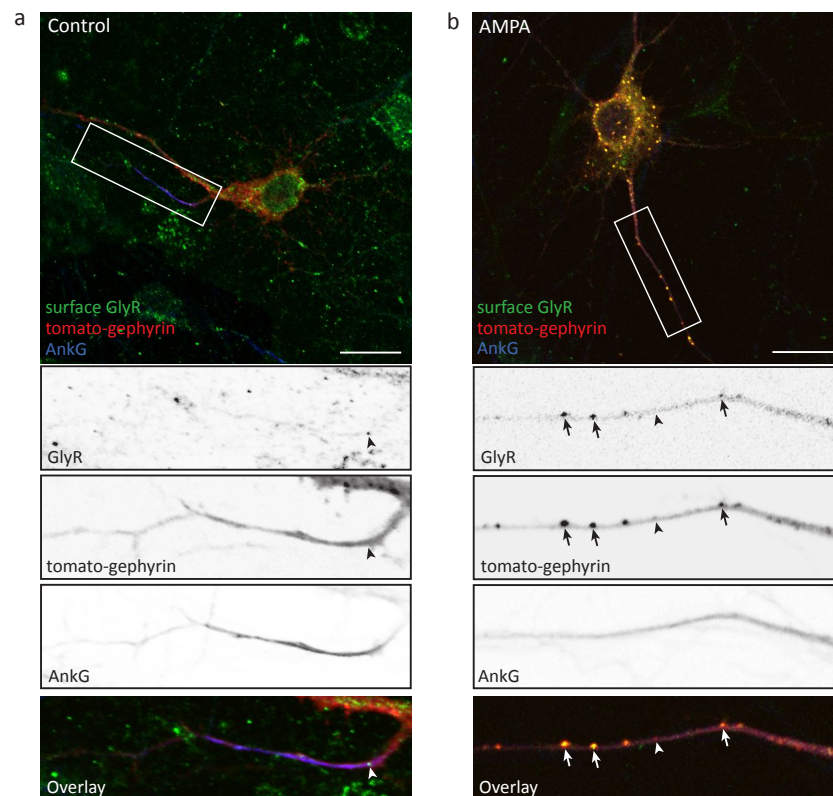 a
Control
surface GlyR
tomato-gephyrin
AnkG
GlyR
tomato-gephyrin
AnkG
Overlay
b
AMPA
surface GlyR
tomato-gephyrin
AnkG
GlyR
tomato-gephyrin
AnkG
Overlay